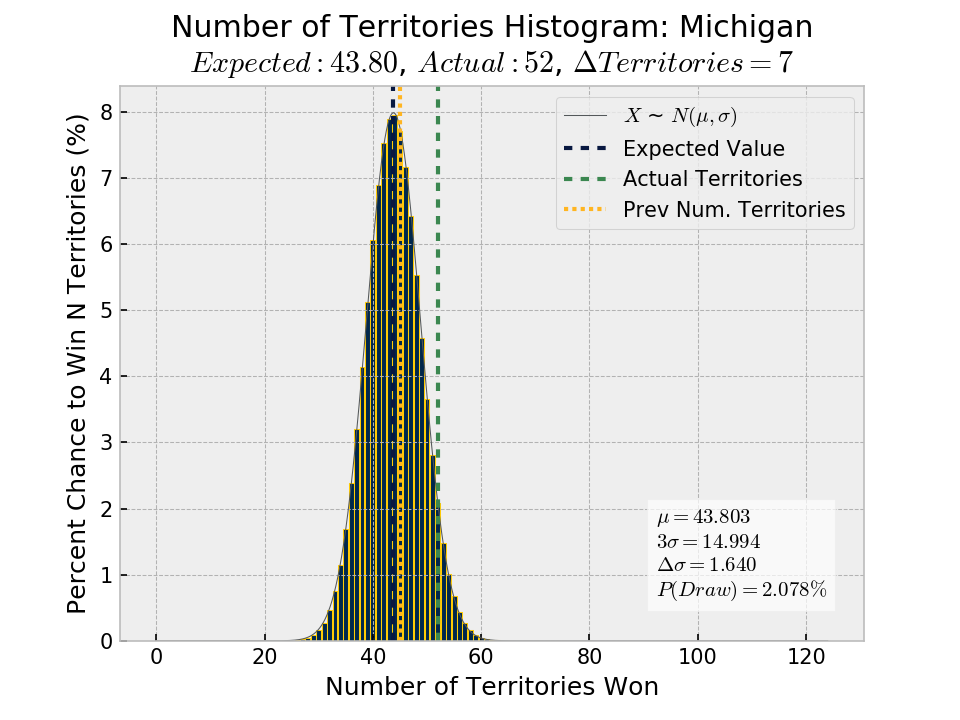 Number of Territories Histogram: Michigan
Expected : 43.80, Actual : 52, ΔTerritories = 7
Percent Chance to Win N Territories (%)
8
7
6
5
4
3
2
1
0
X ~ N(μ, σ)
Expected Value
Actual Territories
Prev Num. Territories
μ = 43.803
3σ = 14.994
Δσ = 1.640
P(Draw) = 2.078%
0 20 40 60 80 100 120
Number of Territories Won